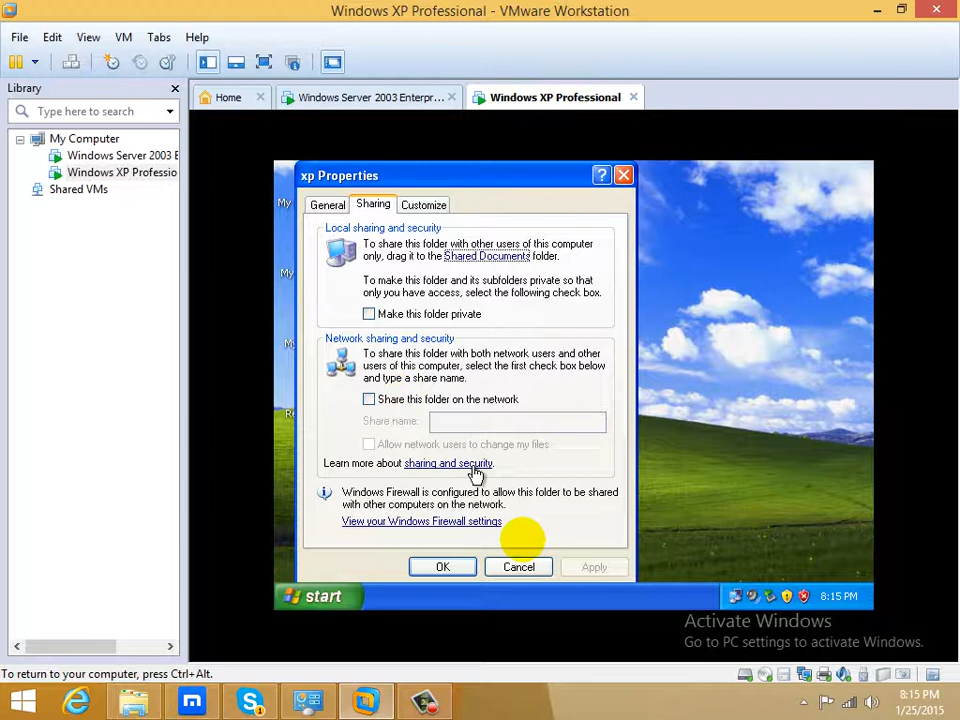 Windows XP Professional - VMware Workstation
File Edit View VM Tabs Help
Library
Type here to search
Home
Windows Server 2003 Enterpr...
Windows XP Professional
My Computer
Windows Server 2003 E
Windows XP Professio
Shared VMs
xp Properties
General Sharing Customize
Local sharing and security
To share this folder with other users of this computer
only, drag it to the Shared Documents folder.
To make this folder and its subfolders private so that
only you have access, select the following check box.
Make this folder private
Network sharing and security
To share this folder with both network users and other
users of this computer, select the first check box below
and type a share name.
Share this folder on the network
Share name:
Allow network users to change my files
Learn more about sharing and security.
Windows Firewall is configured to allow this folder to be shared
with other computers on the network.
View your Windows Firewall settings
OK Cancel Apply
My
My
M
Re
start
8:15 PM
Activate Windows
Go to PC settings to activate Windows.
To return to your computer, press Ctrl+Alt.
8:15 PM
1/25/2015